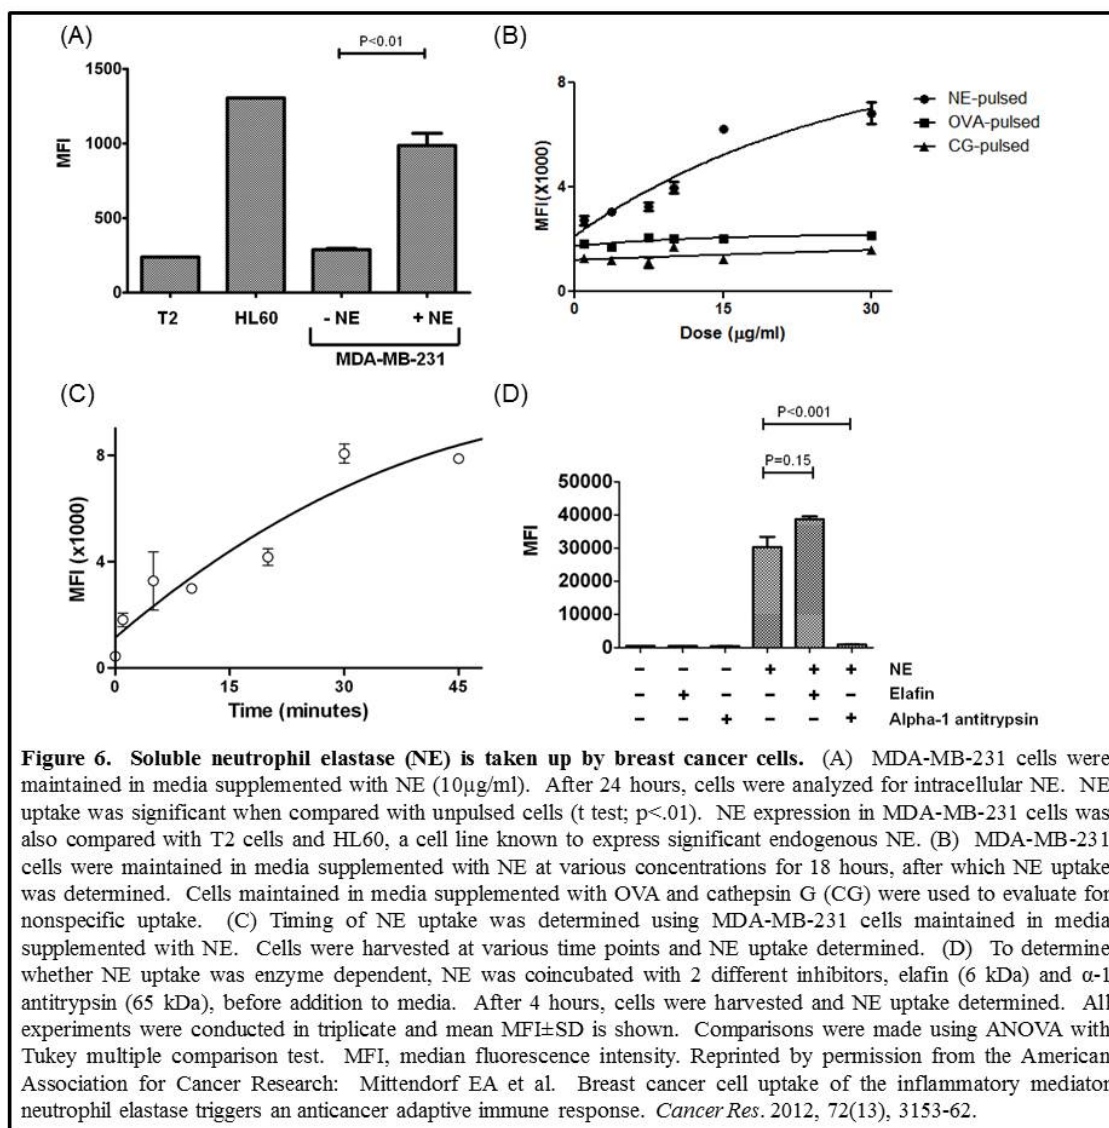 (A)
P<0.01
1500
1000
500
0
MFI
T2 HL60 - NE + NE
MDA-MB-231
(B)
8
4
0
MFI(X1000)
0 15 30
Dose (µg/ml)
NE-pulsed
OVA-pulsed
CG-pulsed
(C)
8
4
0
MFI (x1000)
0 15 30 45
Time (minutes)
(D)
P<0.001
P=0.15
50000
40000
30000
20000
10000
0
MFI
– – – + + + NE
– + – – + – Elafin
– – + – – + Alpha-1 antitrypsin
Figure 6. Soluble neutrophil elastase (NE) is taken up by breast cancer cells. (A) MDA-MB-231 cells were
maintained in media supplemented with NE (10µg/ml). After 24 hours, cells were analyzed for intracellular NE. NE
uptake was significant when compared with unpulsed cells (t test; p<.01). NE expression in MDA-MB-231 cells was
also compared with T2 cells and HL60, a cell line known to express significant endogenous NE. (B) MDA-MB-231
cells were maintained in media supplemented with NE at various concentrations for 18 hours, after which NE uptake
was determined. Cells maintained in media supplemented with OVA and cathepsin G (CG) were used to evaluate for
nonspecific uptake. (C) Timing of NE uptake was determined using MDA-MB-231 cells maintained in media
supplemented with NE. Cells were harvested at various time points and NE uptake determined. (D) To determine
whether NE uptake was enzyme dependent, NE was coincubated with 2 different inhibitors, elafin (6 kDa) and α-1
antitrypsin (65 kDa), before addition to media. After 4 hours, cells were harvested and NE uptake determined. All
experiments were conducted in triplicate and mean MFI±SD is shown. Comparisons were made using ANOVA with
Tukey multiple comparison test. MFI, median fluorescence intensity. Reprinted by permission from the American
Association for Cancer Research: Mittendorf EA et al. Breast cancer cell uptake of the inflammatory mediator
neutrophil elastase triggers an anticancer adaptive immune response. Cancer Res. 2012, 72(13), 3153-62.